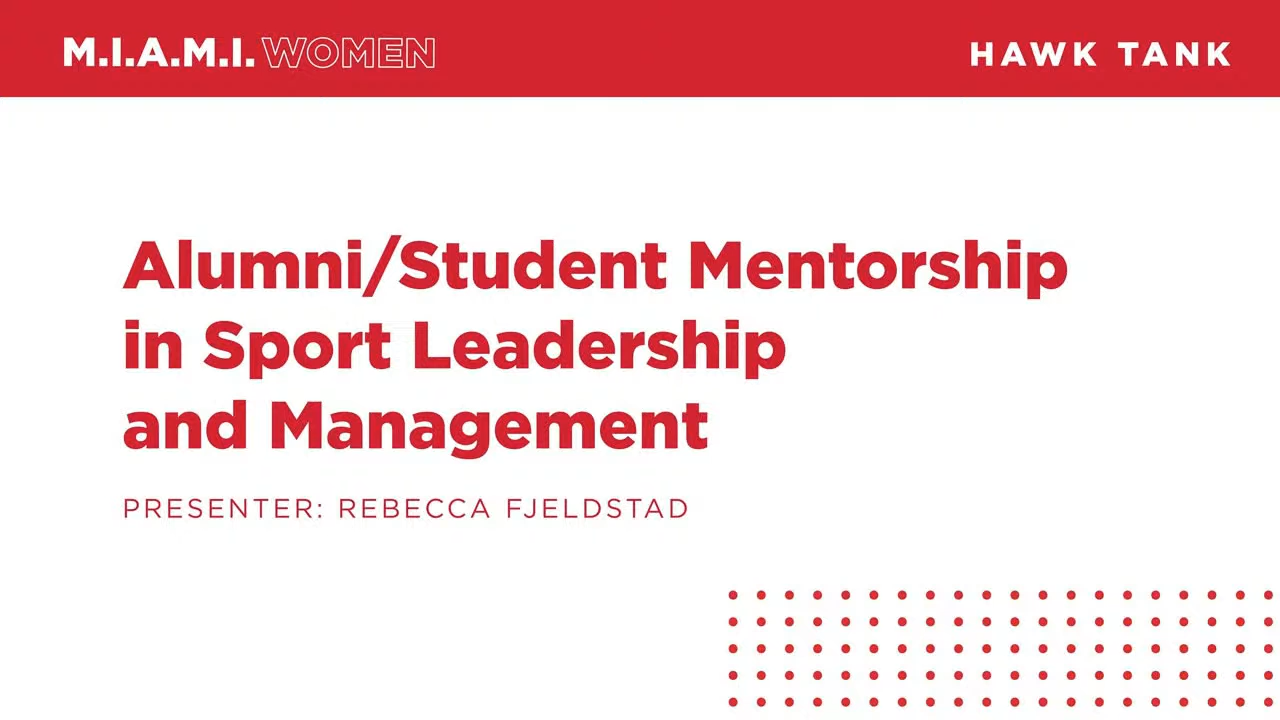 M.I.A.M.I. WOMEN
HAWK TANK
Alumni/Student Mentorship
in Sport Leadership
and Management
PRESENTER: REBECCA FJELDSTAD